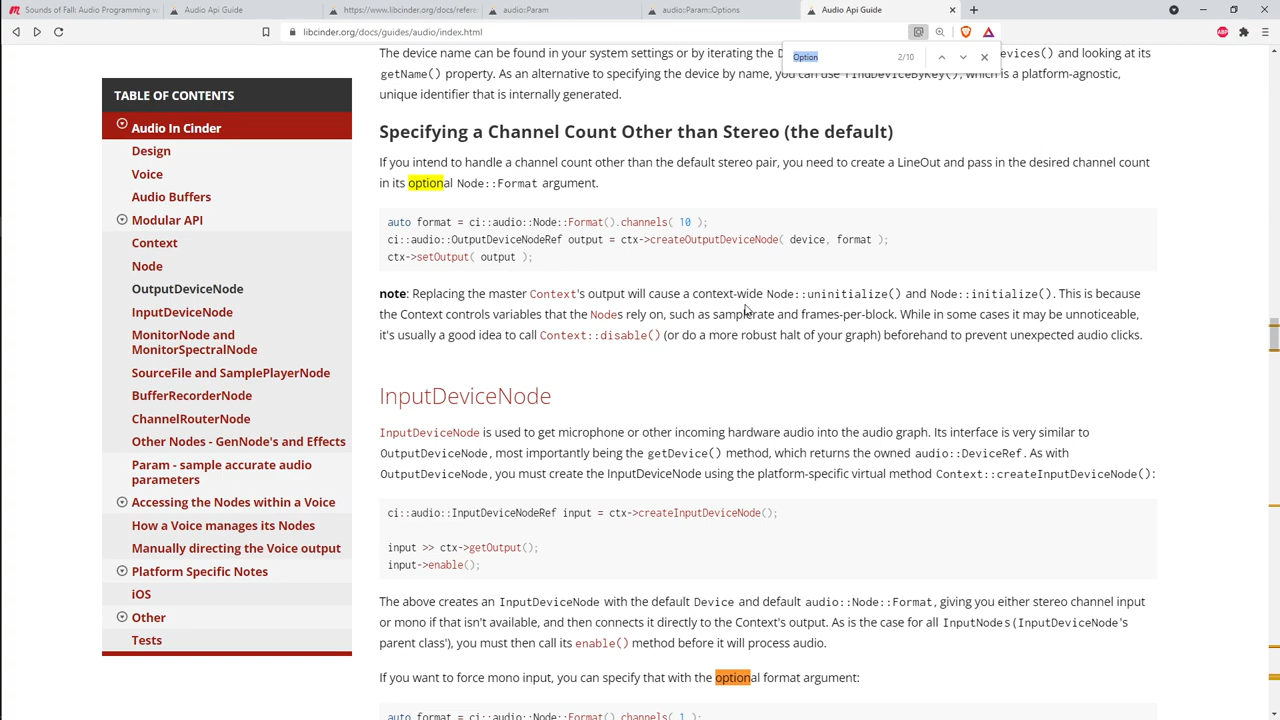 Sounds of Fall: Audio Programming w
Audio Api Guide
https://www.libcinder.org/docs/refere
audio::Param
audio::Param::Options
Audio Api Guide
libcinder.org/docs/guides/audio/index.html
Option 2/10
The device name can be found in your system settings or by iterating the D evices() and looking at its
getName() property. As an alternative to specifying the device by name, you can use findDeviceByKey(), which is a platform-agnostic,
unique identifier that is internally generated.
TABLE OF CONTENTS
Audio In Cinder
Design
Voice
Audio Buffers
Modular API
Context
Node
OutputDeviceNode
InputDeviceNode
MonitorNode and
MonitorSpectralNode
SourceFile and SamplePlayerNode
BufferRecorderNode
ChannelRouterNode
Other Nodes - GenNode's and Effects
Param - sample accurate audio
parameters
Accessing the Nodes within a Voice
How a Voice manages its Nodes
Manually directing the Voice output
Platform Specific Notes
iOS
Other
Tests
Specifying a Channel Count Other than Stereo (the default)
If you intend to handle a channel count other than the default stereo pair, you need to create a LineOut and pass in the desired channel count
in its optional Node::Format argument.
auto format = ci::audio::Node::Format().channels( 10 );
ci::audio::OutputDeviceNodeRef output = ctx->createOutputDeviceNode( device, format );
ctx->setOutput( output );
note: Replacing the master Context's output will cause a context-wide Node::uninitialize() and Node::initialize(). This is because
the Context controls variables that the Nodes rely on, such as samplerate and frames-per-block. While in some cases it may be unnoticeable,
it's usually a good idea to call Context::disable() (or do a more robust halt of your graph) beforehand to prevent unexpected audio clicks.
InputDeviceNode
InputDeviceNode is used to get microphone or other incoming hardware audio into the audio graph. Its interface is very similar to
OutputDeviceNode, most importantly being the getDevice() method, which returns the owned audio::DeviceRef. As with
OutputDeviceNode, you must create the InputDeviceNode using the platform-specific virtual method Context::createInputDeviceNode():
ci::audio::InputDeviceNodeRef input = ctx->createInputDeviceNode();
input >> ctx->getOutput();
input->enable();
The above creates an InputDeviceNode with the default Device and default audio::Node::Format, giving you either stereo channel input
or mono if that isn't available, and then connects it directly to the Context's output. As is the case for all InputNodes(InputDeviceNode's
parent class'), you must then call its enable() method before it will process audio.
If you want to force mono input, you can specify that with the optional format argument:
auto format = ci::audio::Node::Format().channels( 1 );